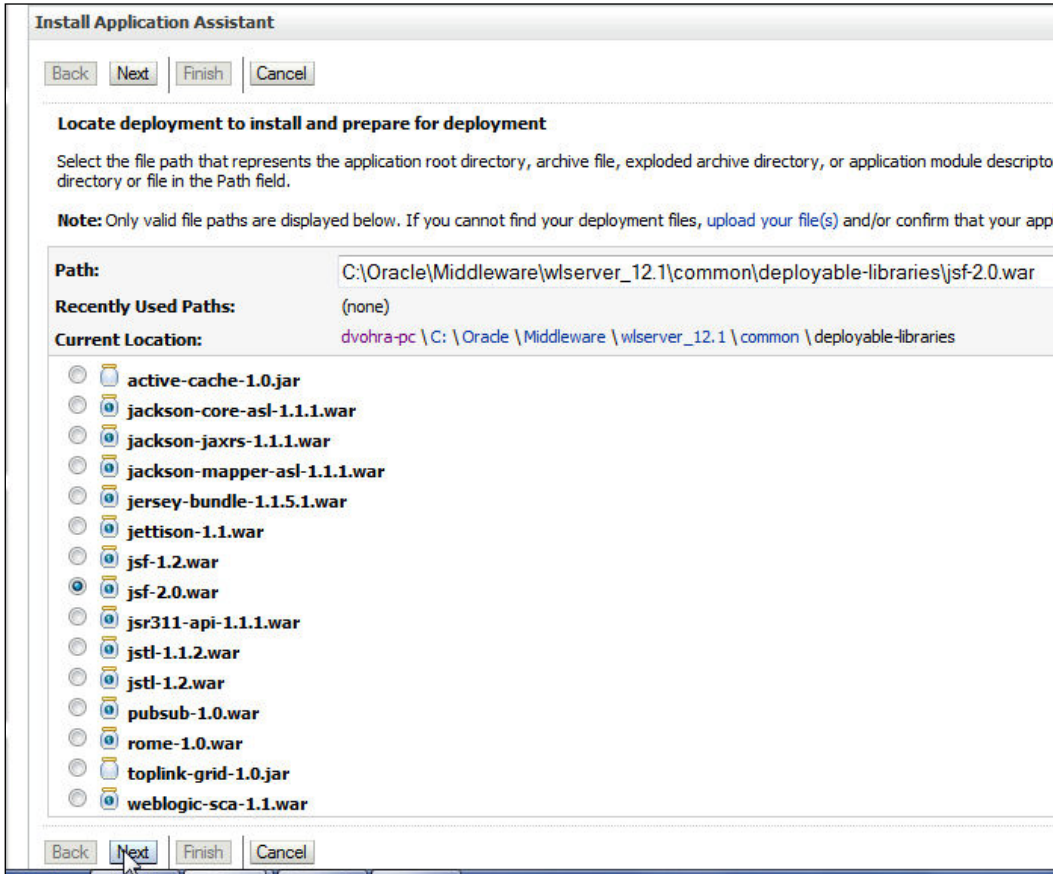 Install Application Assistant
Back Next Finish Cancel
Locate deployment to install and prepare for deployment
Select the file path that represents the application root directory, archive file, exploded archive directory, or application module descripto
directory or file in the Path field.
Note: Only valid file paths are displayed below. If you cannot find your deployment files, upload your file(s) and/or confirm that your app
Path: C:\Oracle\Middleware\wlserver_12.1\common\deployable-libraries\jsf-2.0.war
Recently Used Paths: (none)
Current Location: dvohra-pc \ C: \ Oracle \ Middleware \ wlserver_12.1 \ common \ deployable-libraries
active-cache-1.0.jar
jackson-core-asl-1.1.1.war
jackson-jaxrs-1.1.1.war
jackson-mapper-asl-1.1.1.war
jersey-bundle-1.1.5.1.war
jettison-1.1.war
jsf-1.2.war
jsf-2.0.war
jsr311-api-1.1.1.war
jstl-1.1.2.war
jstl-1.2.war
pubsub-1.0.war
rome-1.0.war
toplink-grid-1.0.jar
weblogic-sca-1.1.war
Back Next Finish Cancel